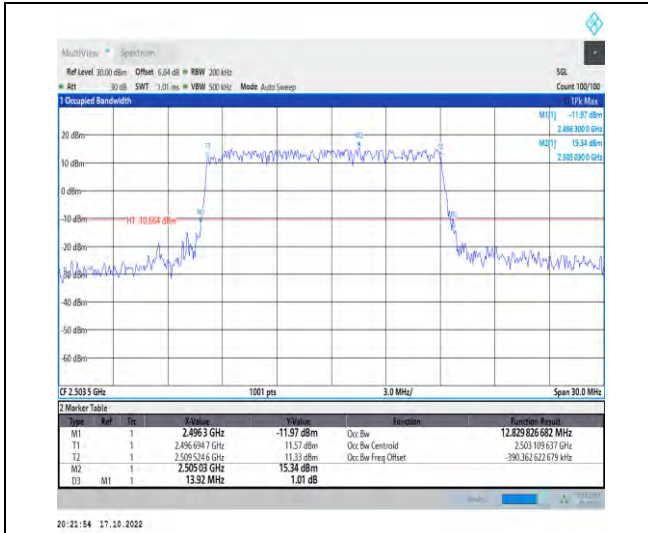 MultiView Spectrum
Ref Level 30.00 dBm Offset 6.64 dB RBW 200 kHz SGL
Att 30 dB SWT 1.01 ms VBW 500 kHz Mode Auto Sweep Count 100/100
1 Occupied Bandwidth 1Pk Max
M1[1] -11.97 dBm
2.496 300 0 GHz
M2[1] 15.34 dBm
2.505 030 0 GHz
20 dBm
10 dBm
0 dBm
-10 dBm
H1 -10.664 dBm
-20 dBm
-30 dBm
-40 dBm
-50 dBm
-60 dBm
CF 2.503 5 GHz 1001 pts 3.0 MHz/ Span 30.0 MHz
2 Marker Table
Type Ref Trc X-Value Y-Value Function Function Result
M1 1 2.496 3 GHz -11.97 dBm Occ Bw 12.829 826 682 MHz
T1 1 2.496 694 7 GHz 11.57 dBm Occ Bw Centroid 2.503 109 637 GHz
T2 1 2.509 524 6 GHz 11.33 dBm Occ Bw Freq Offset -390.362 622 679 kHz
M2 1 2.505 03 GHz 15.34 dBm
D3 M1 1 13.92 MHz 1.01 dB
20:21:54 17.10.2022